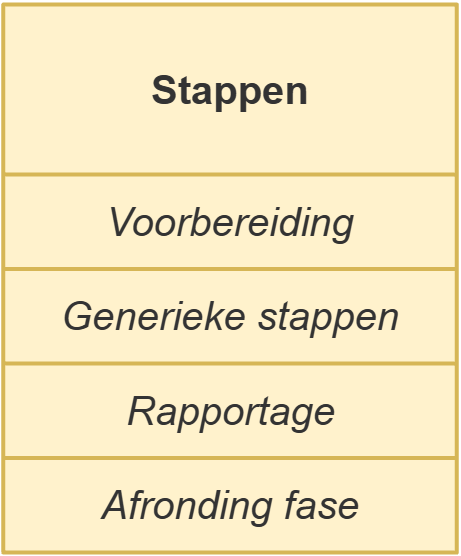 Stappen
Voorbereiding
Generieke stappen
Rapportage
Afronding fase